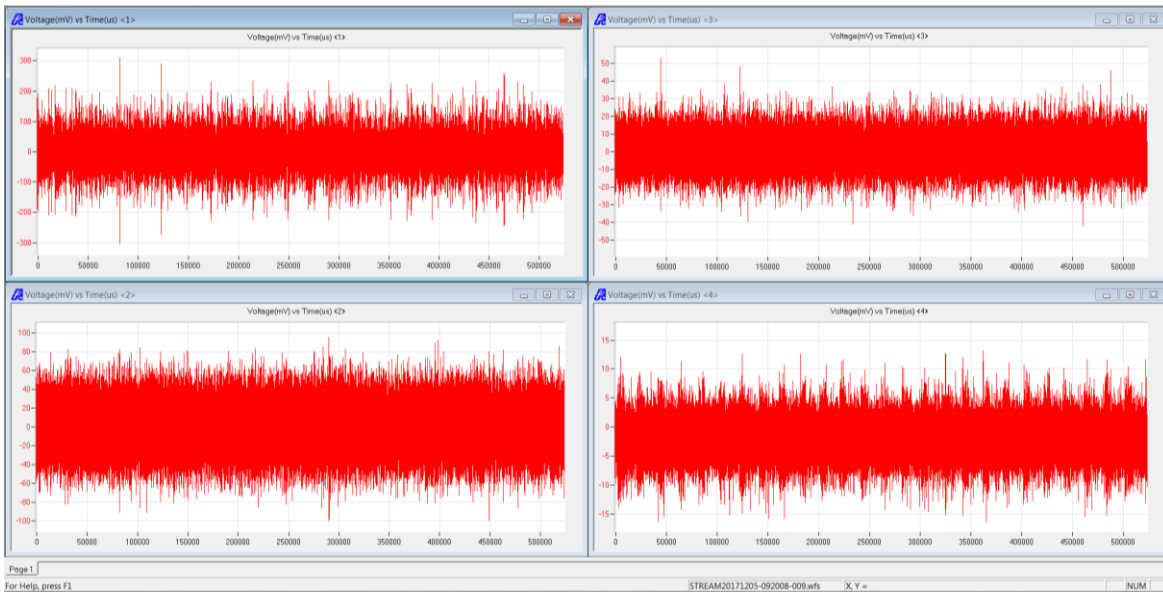 Voltage(mV) vs Time(us) <1>
Voltage(mV) vs Time(us) <1>
300
200
100
0
-100
-200
-300
0 50000 100000 150000 200000 250000 300000 350000 400000 450000 500000
Voltage(mV) vs Time(us) <3>
Voltage(mV) vs Time(us) <3>
50
40
30
20
10
0
-10
-20
-30
-40
-50
0 50000 100000 150000 200000 250000 300000 350000 400000 450000 500000
Voltage(mV) vs Time(us) <2>
Voltage(mV) vs Time(us) <2>
100
80
60
40
20
0
-20
-40
-60
-80
-100
0 50000 100000 150000 200000 250000 300000 350000 400000 450000 500000
Voltage(mV) vs Time(us) <4>
Voltage(mV) vs Time(us) <4>
15
10
5
0
-5
-10
-15
0 50000 100000 150000 200000 250000 300000 350000 400000 450000 500000
Page 1
For Help, press F1
STREAM20171205-092008-009.wfs
X, Y =
NUM